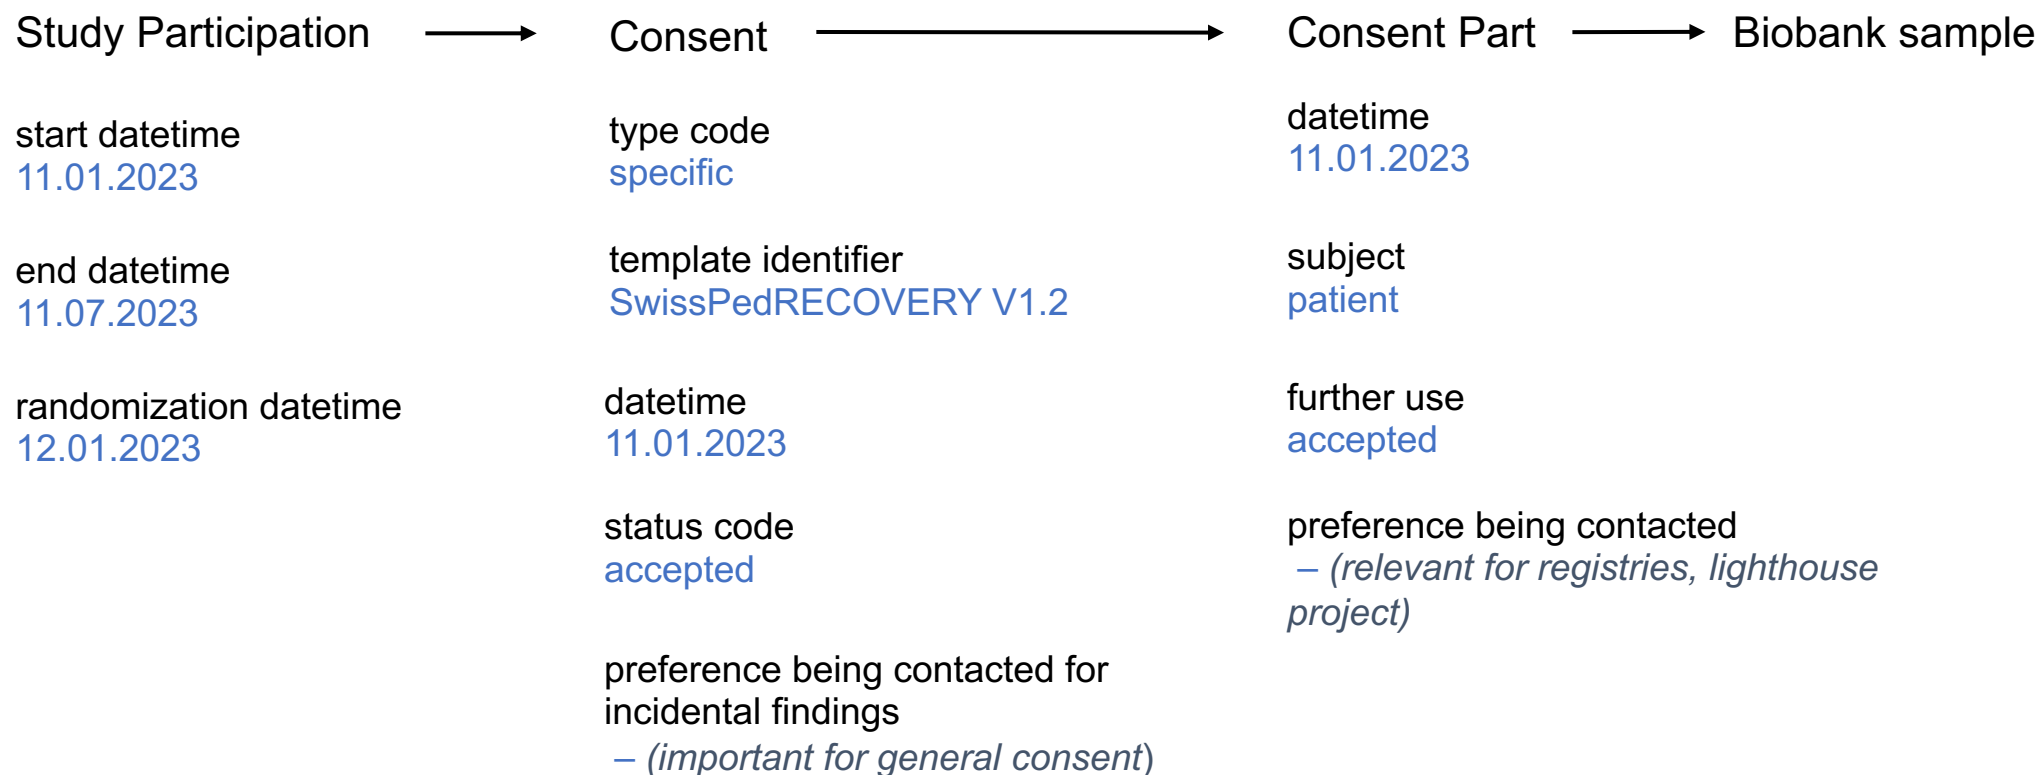 Study Participation
start datetime
11.01.2023
end datetime
11.07.2023
randomization datetime
12.01.2023
Consent
type code
specific
template identifier
SwissPedRECOVERY V1.2
datetime
11.01.2023
status code
accepted
preference being contacted for
incidental findings
– (important for general consent)
Consent Part
datetime
11.01.2023
subject
patient
further use
accepted
preference being contacted
– (relevant for registries, lighthouse
project)
Biobank sample